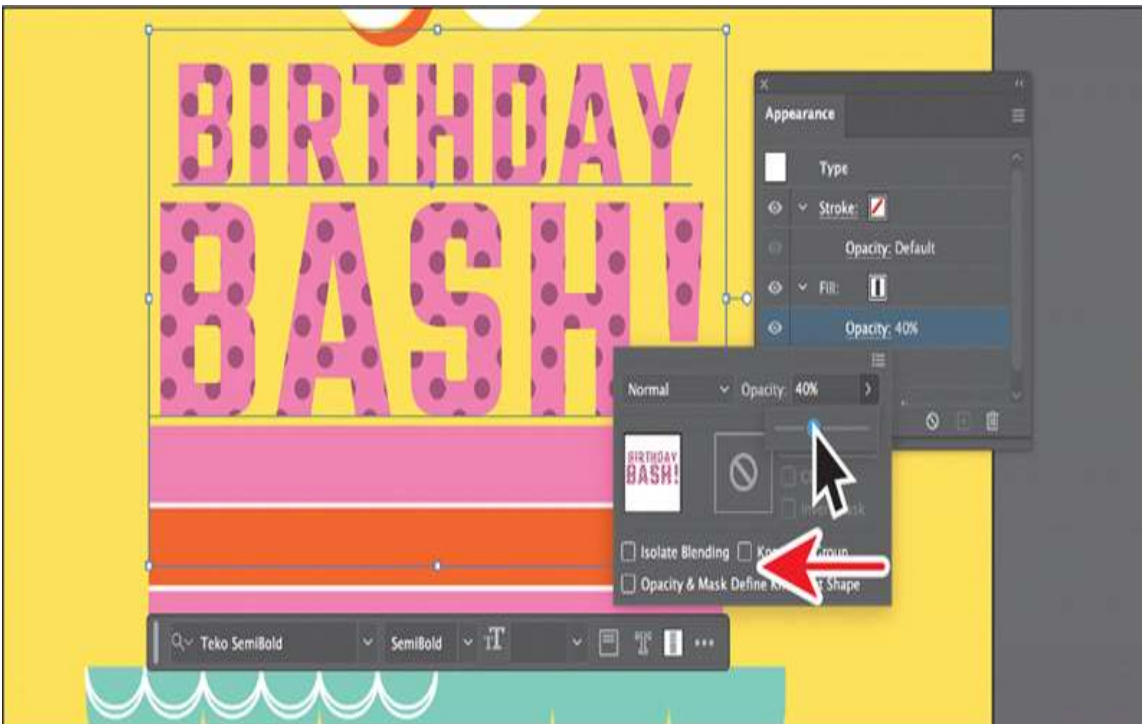 BIRTHDAY
BASH!
Appearance
Type
Stroke:
Opacity: Default
Fill:
Opacity: 40%
Normal
Opacity: 40%
BIRTHDAY
BASH!
Isolate Blending
Group
Opacity & Mask Define
Shape
Teko SemiBold
SemiBold